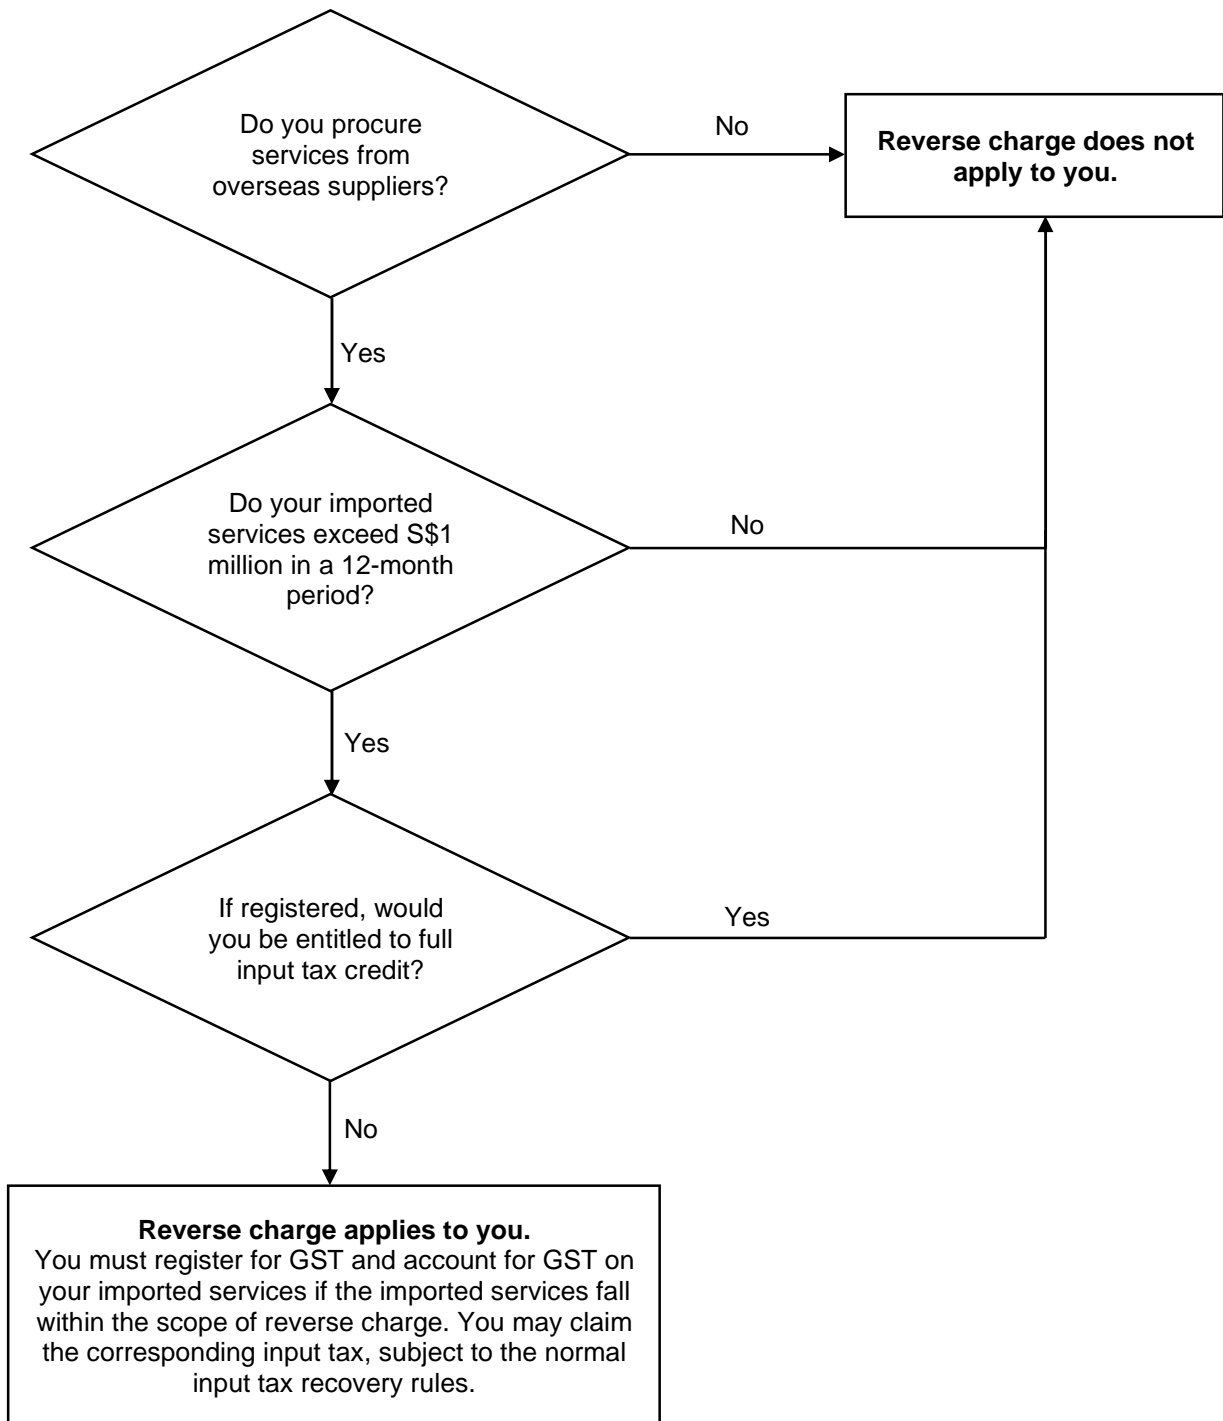 Do you procure
services from
overseas suppliers?
No
Reverse charge does not
apply to you.
Yes
Do your imported
services exceed S$1
million in a 12-month
period?
No
Yes
If registered, would
you be entitled to full
input tax credit?
Yes
No
Reverse charge applies to you.
You must register for GST and account for GST on
your imported services if the imported services fall
within the scope of reverse charge. You may claim
the corresponding input tax, subject to the normal
input tax recovery rules.